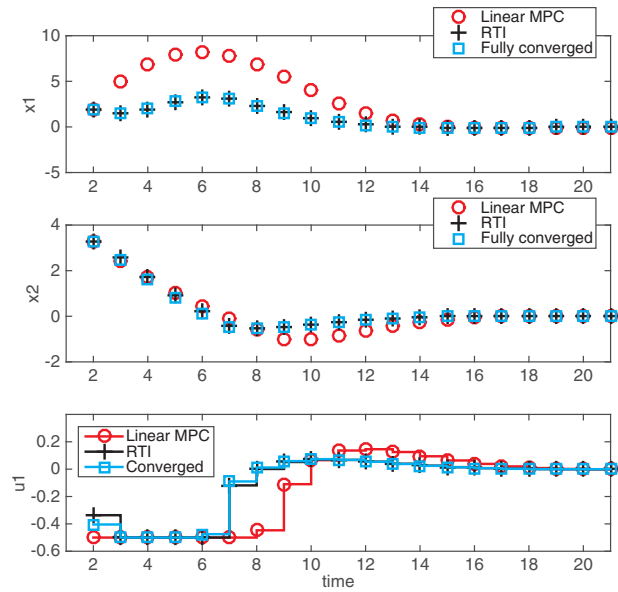 Linear MPC
RTI
Fully converged
x1
10
5
0
-5
2 4 6 8 10 12 14 16 18 20
Linear MPC
RTI
Fully converged
x2
4
2
0
-2
2 4 6 8 10 12 14 16 18 20
Linear MPC
RTI
Converged
u1
0.2
0
-0.2
-0.4
-0.6
2 4 6 8 10 12 14 16 18 20
time